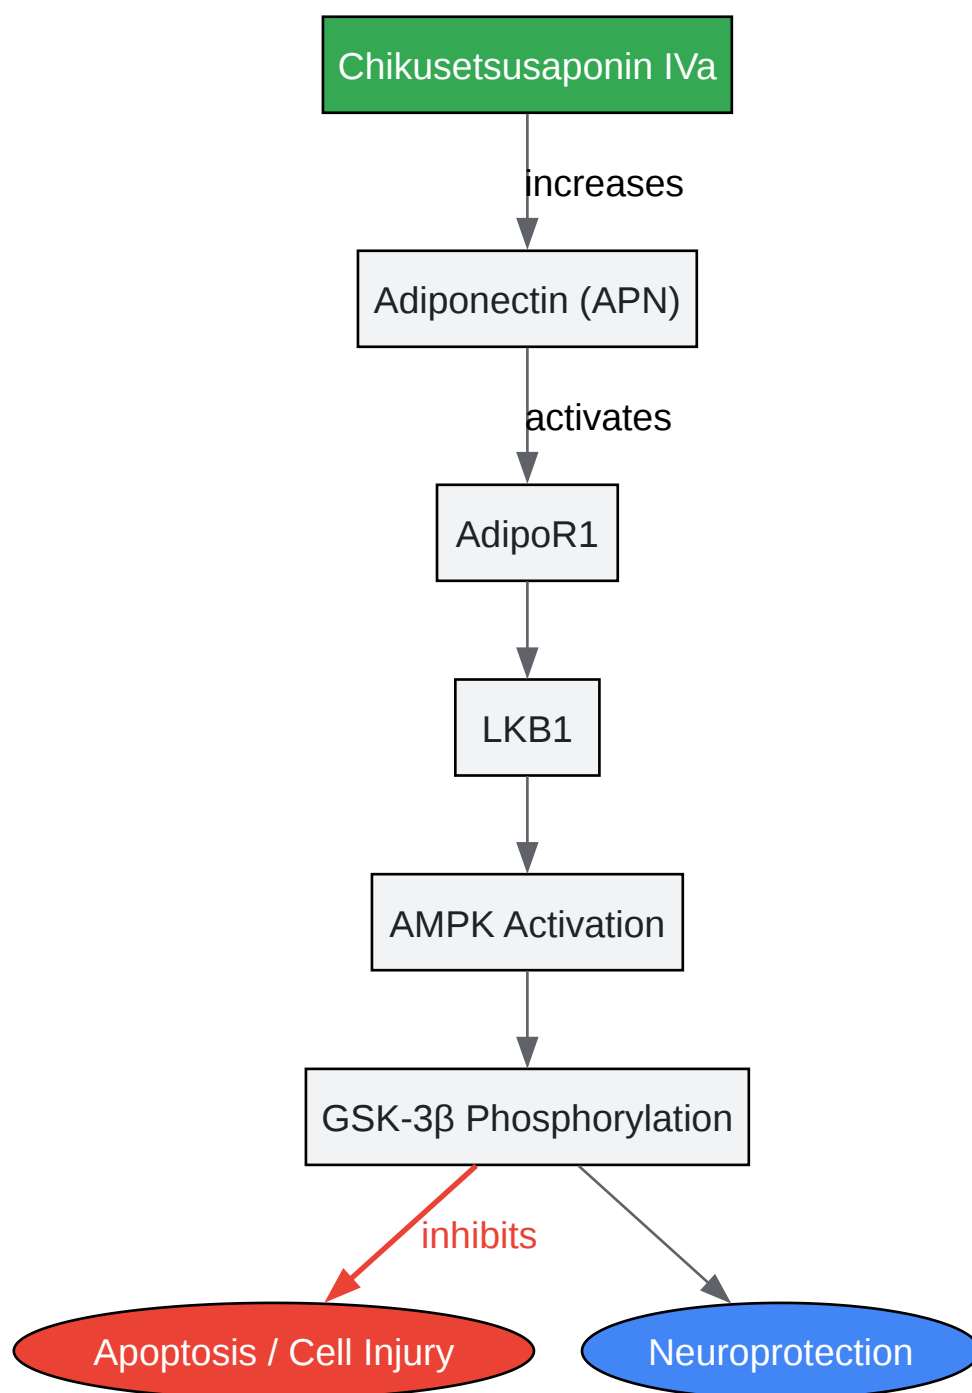 Chikusetsusaponin IVa
increases
Adiponectin (APN)
activates
AdipoR1
LKB1
AMPK Activation
GSK-3β Phosphorylation
inhibits
Apoptosis / Cell Injury
Neuroprotection